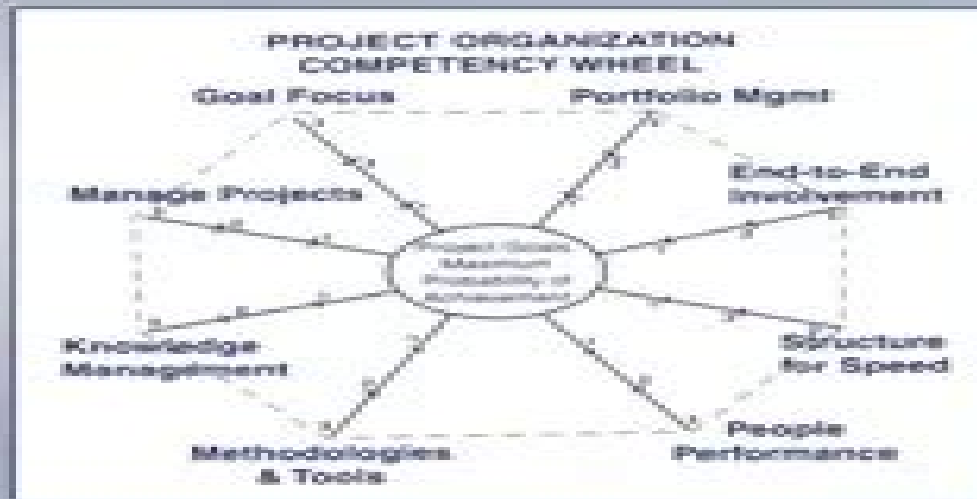 PROJECT ORGANIZATION
COMPETENCY WHEEL
Goal Focus
Portfolio Mgmt
Manage Projects
End-to-End
Involvement
Project Goals
Maximum
Probability of
Achievement
Knowledge
Management
Structure
for Speed
Methodologies
& Tools
People
Performance